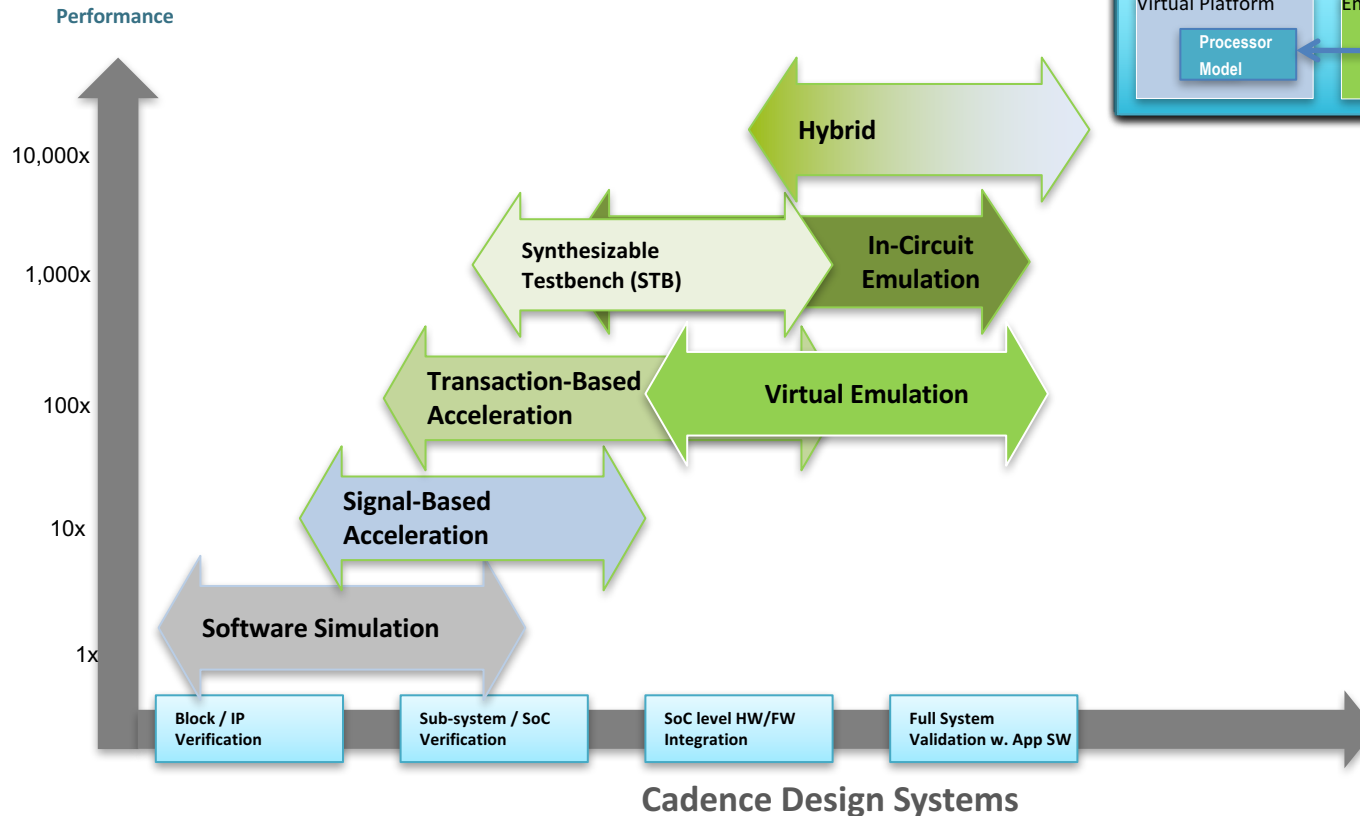 Performance
Virtual Platform
Processor
Model
10,000x
Hybrid
1,000x
Synthesizable
Testbench (STB)
In-Circuit
Emulation
100x
Transaction-Based
Acceleration
Virtual Emulation
10x
Signal-Based
Acceleration
1x
Software Simulation
Block / IP
Verification
Sub-system / SoC
Verification
SoC level HW/FW
Integration
Full System
Validation w. App SW
Cadence Design Systems